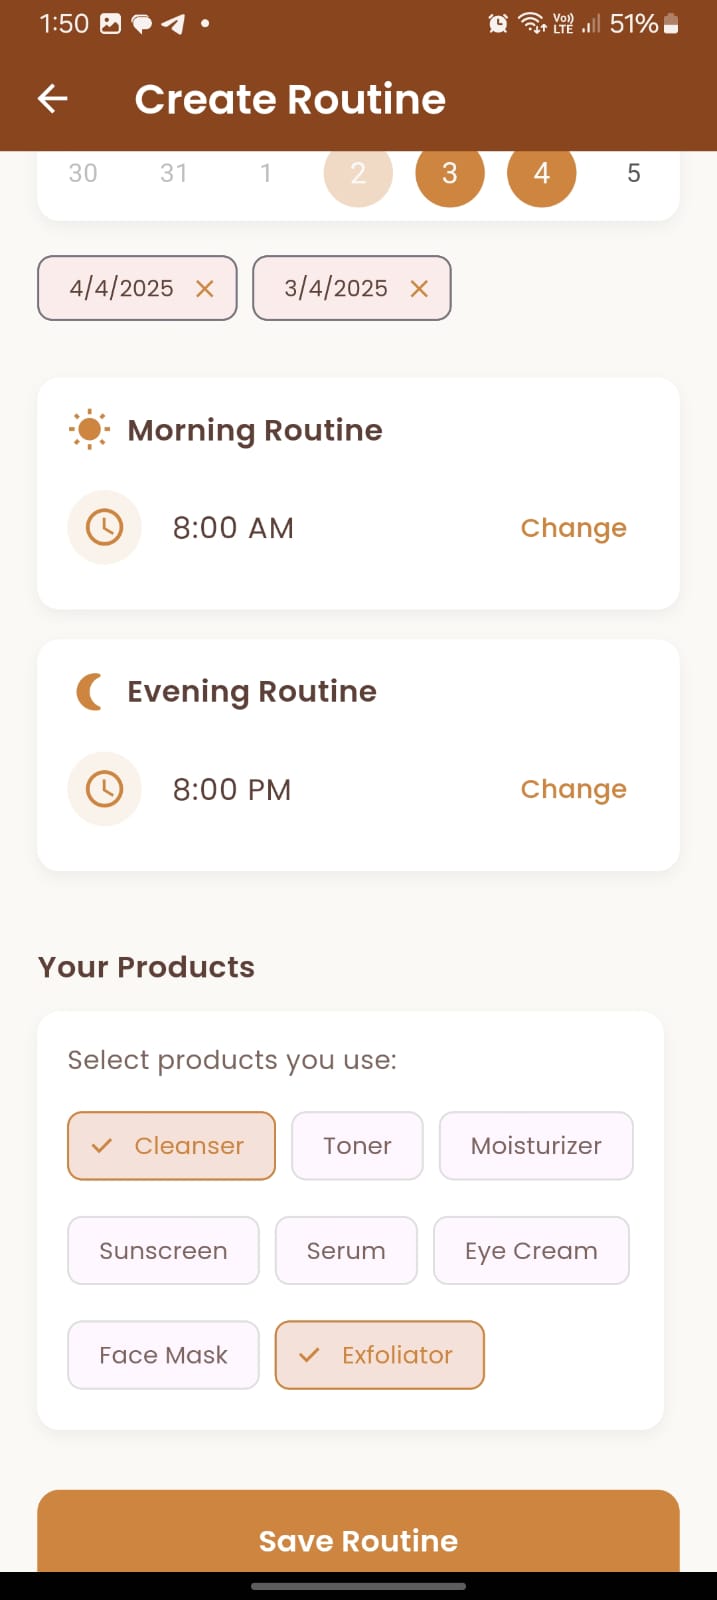 1:50 Vo)) LTE 51%
Create Routine
30 31 1 2 3 4 5
4/4/2025 3/4/2025
Morning Routine
8:00 AM Change
Evening Routine
8:00 PM Change
Your Products
Select products you use:
Cleanser Toner Moisturizer
Sunscreen Serum Eye Cream
Face Mask Exfoliator
Save Routine